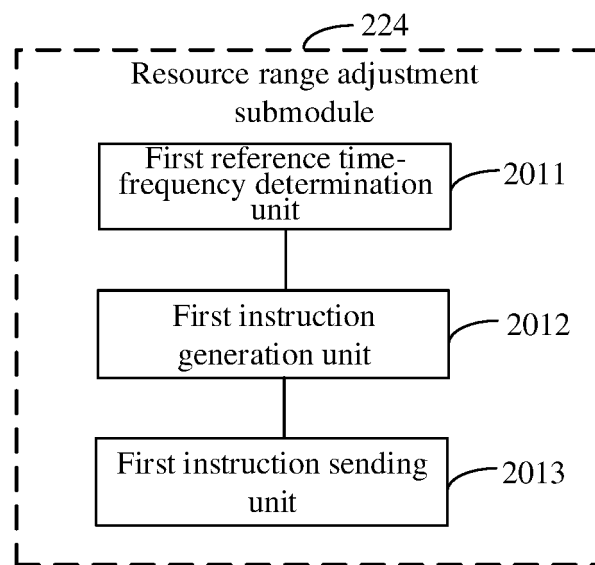 224
Resource range adjustment
submodule
First reference time-
frequency determination
unit
2011
First instruction
generation unit
2012
First instruction sending
unit
2013